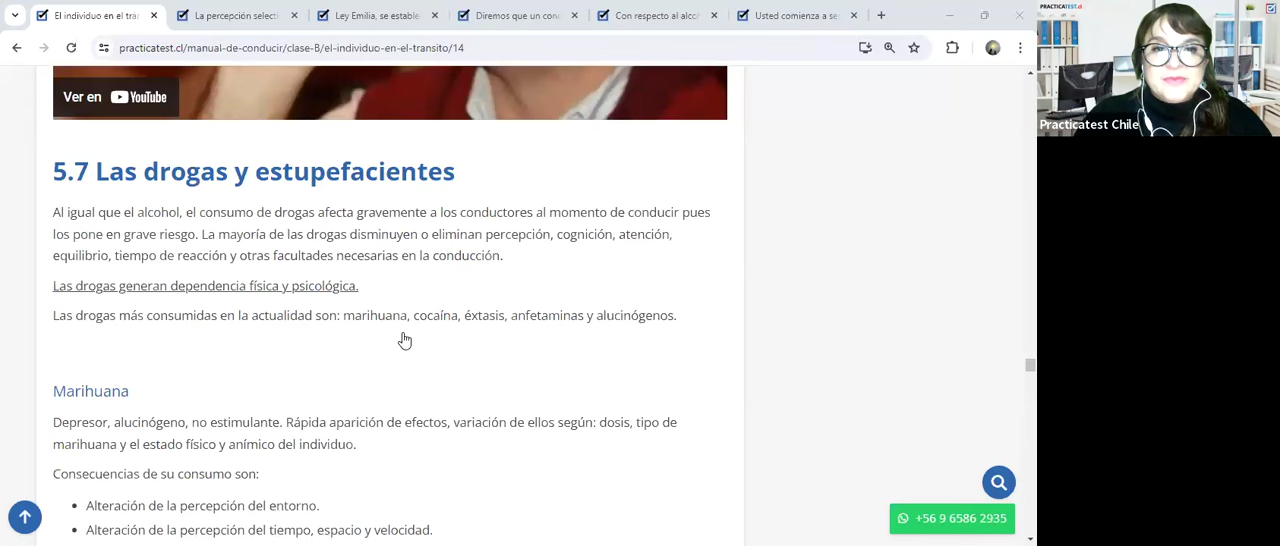 El individuo en el trán
La percepción selecti
Ley Emilia, se estable
Diremos que un con
Con respecto al alcoh
Usted comienza a se
practicatest.cl/manual-de-conducir/clase-B/el-individuo-en-el-transito/14
PRACTICATEST.cl
Practicatest Chile
Ver en YouTube
5.7 Las drogas y estupefacientes
Al igual que el alcohol, el consumo de drogas afecta gravemente a los conductores al momento de conducir pues
los pone en grave riesgo. La mayoría de las drogas disminuyen o eliminan percepción, cognición, atención,
equilibrio, tiempo de reacción y otras facultades necesarias en la conducción.
Las drogas generan dependencia física y psicológica.
Las drogas más consumidas en la actualidad son: marihuana, cocaína, éxtasis, anfetaminas y alucinógenos.
Marihuana
Depresor, alucinógeno, no estimulante. Rápida aparición de efectos, variación de ellos según: dosis, tipo de
marihuana y el estado físico y anímico del individuo.
Consecuencias de su consumo son:
Alteración de la percepción del entorno.
Alteración de la percepción del tiempo, espacio y velocidad.
+56 9 6586 2935